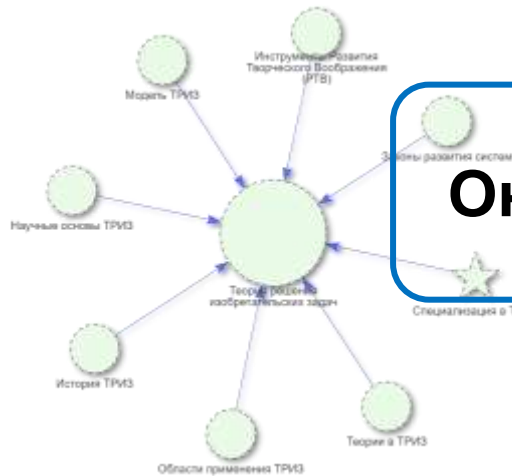 Инструменты Развития
Творческого Воображения
(РТВ)
Модель ТРИЗ
Законы развития систем
Научные основы ТРИЗ
Теория решения
изобретательских задач
Специализация в
История ТРИЗ
Теории в ТРИЗ
Области применения ТРИЗ